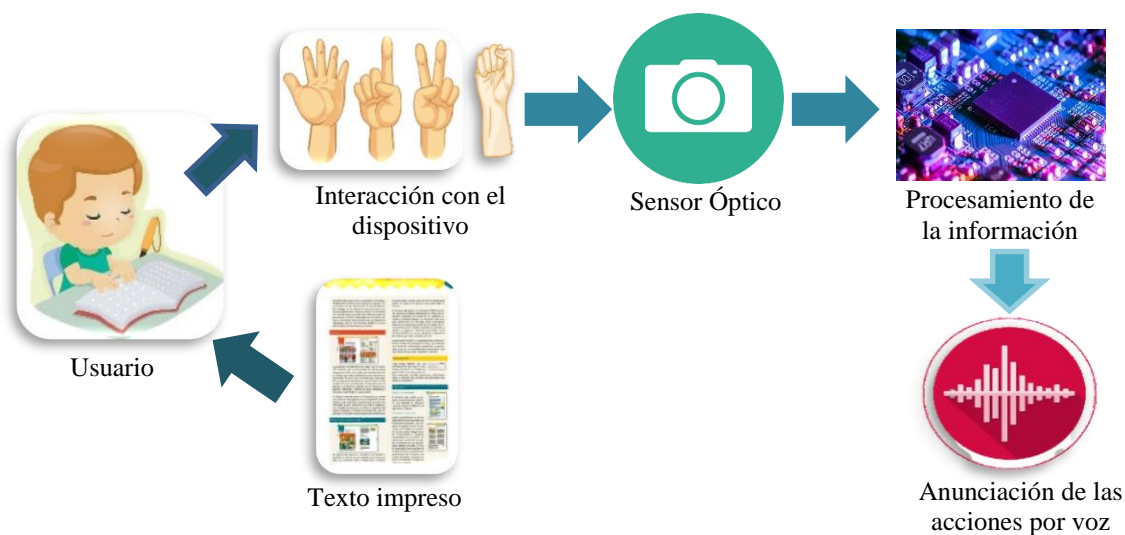 Interacción con el
dispositivo
Sensor Óptico
Procesamiento de
la información
Usuario
Texto impreso
Anunciación de las
acciones por voz